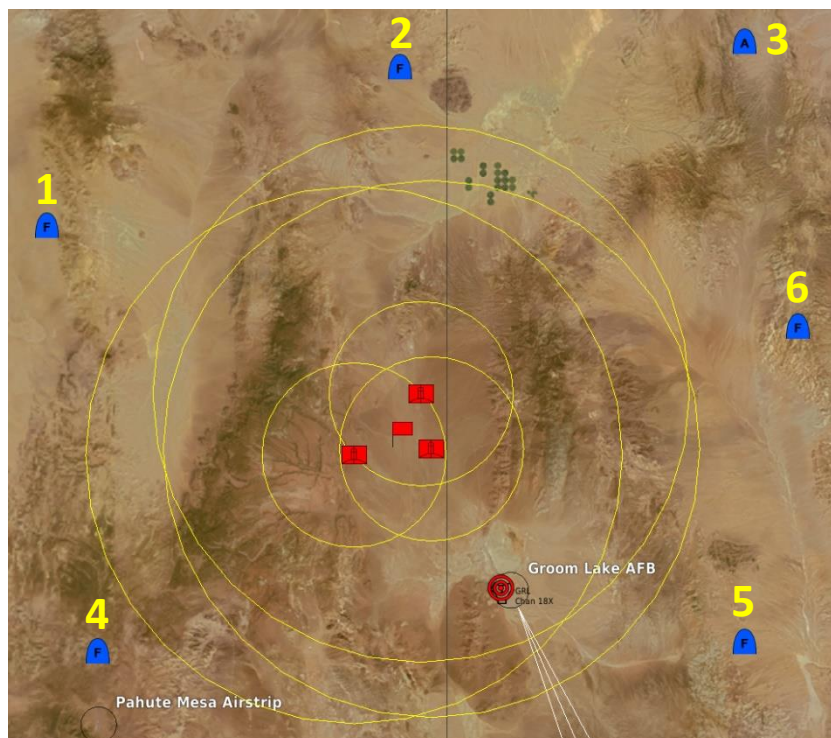 2
F
A
3
1
F
6
F
Groom Lake AFB
GRL
Chan 18X
4
F
5
F
Pahute Mesa Airstrip